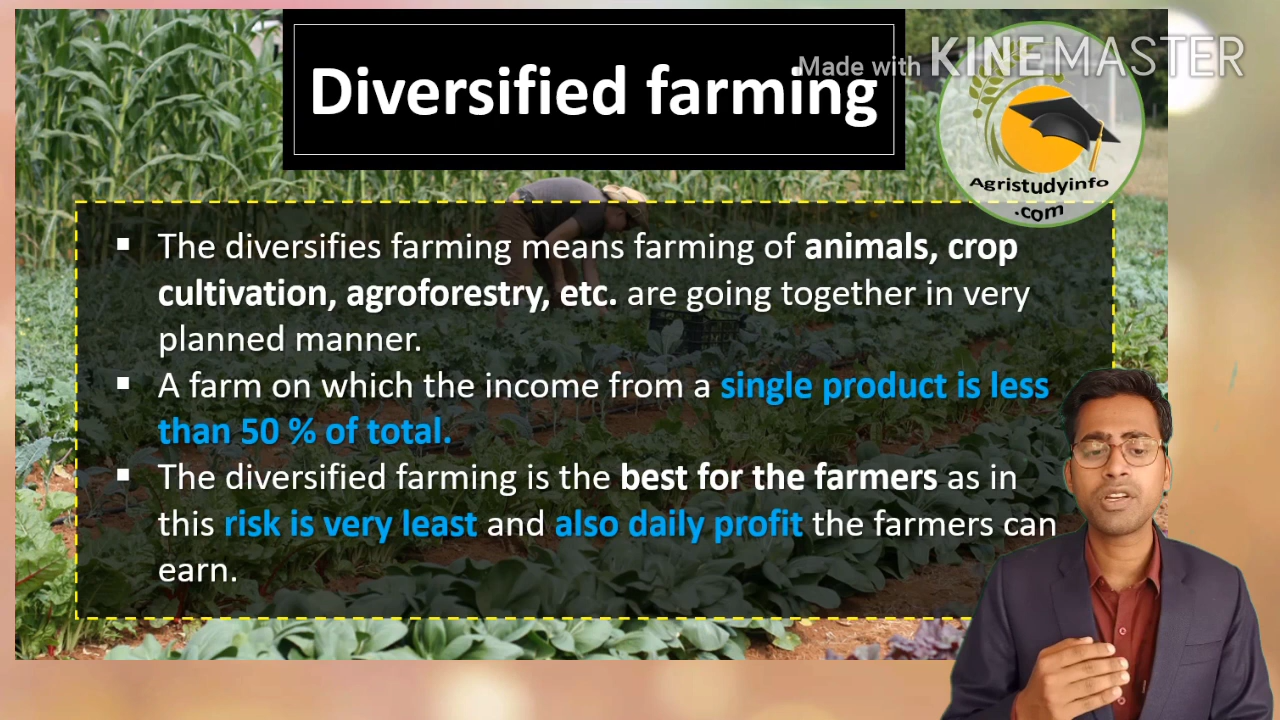 Made with KINEMASTER
Diversified farming
Agristudyinfo
.com
▪ The diversifies farming means farming of animals, crop
cultivation, agroforestry, etc. are going together in very
planned manner.
▪ A farm on which the income from a single product is less
than 50 % of total.
▪ The diversified farming is the best for the farmers as in
this risk is very least and also daily profit the farmers can
earn.